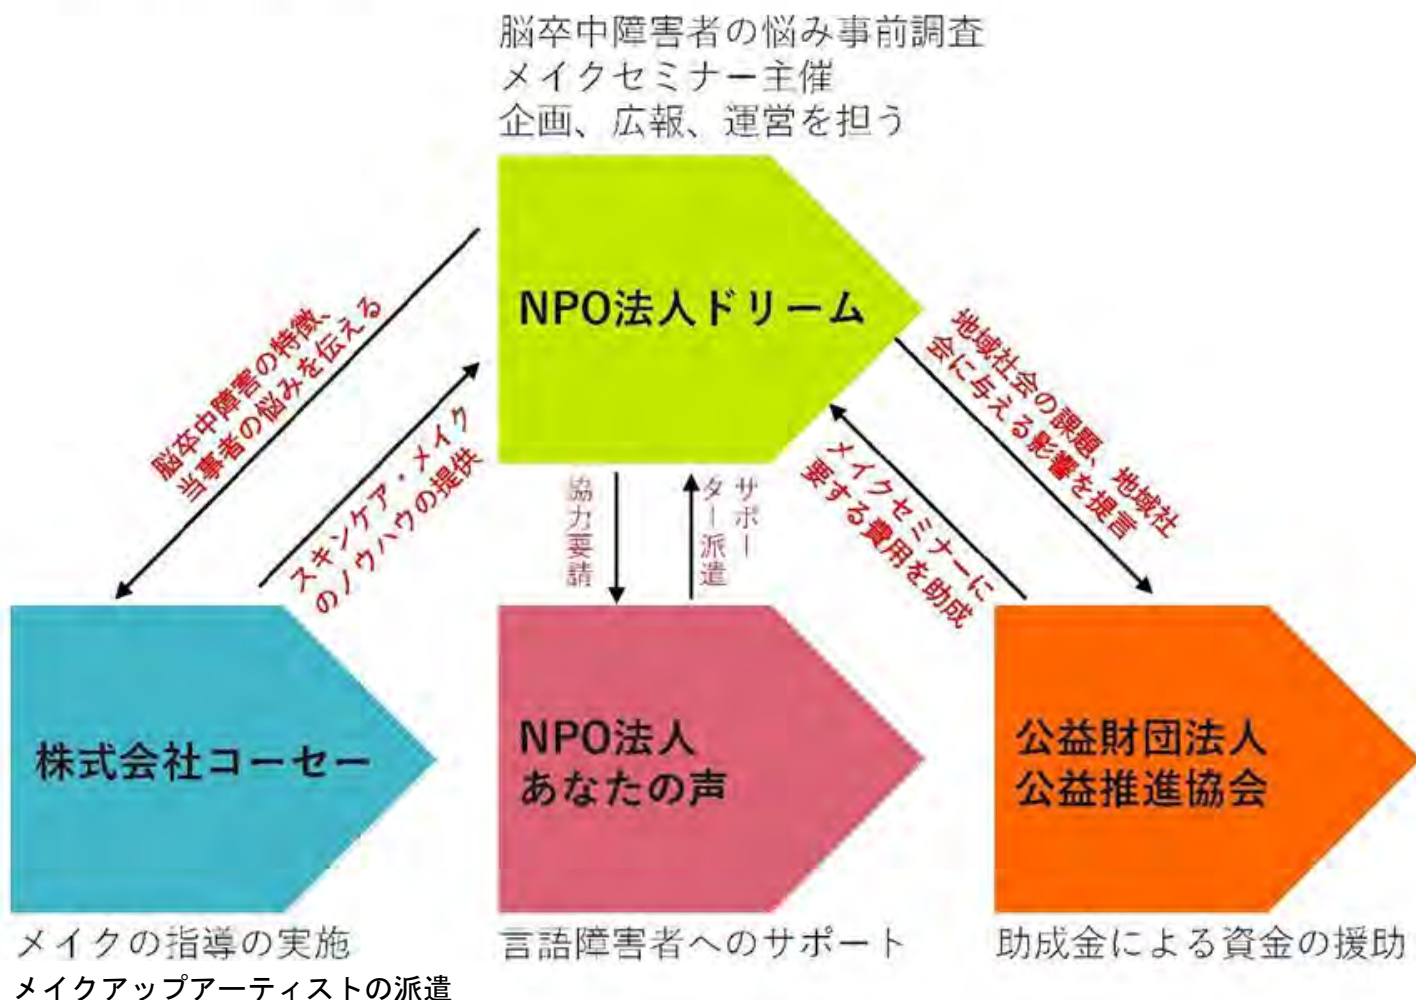 脳卒中障害者の悩み事前調査
メイクセミナー主催
企画、広報、運営を担う
NPO法人ドリーム
脳卒中障害の特徴、
当事者の悩みを伝える
スキンケア・メイク
のノウハウの提供
協力要請
サポー
ター派遣
地域社会の課題、地域社
会に与える影響を提言
メイクセミナーに
要する費用を助成
株式会社コーセー
NPO法人
あなたの声
公益財団法人
公益推進協会
メイクの指導の実施
メイクアップアーティストの派遣
言語障害者へのサポート
助成金による資金の援助